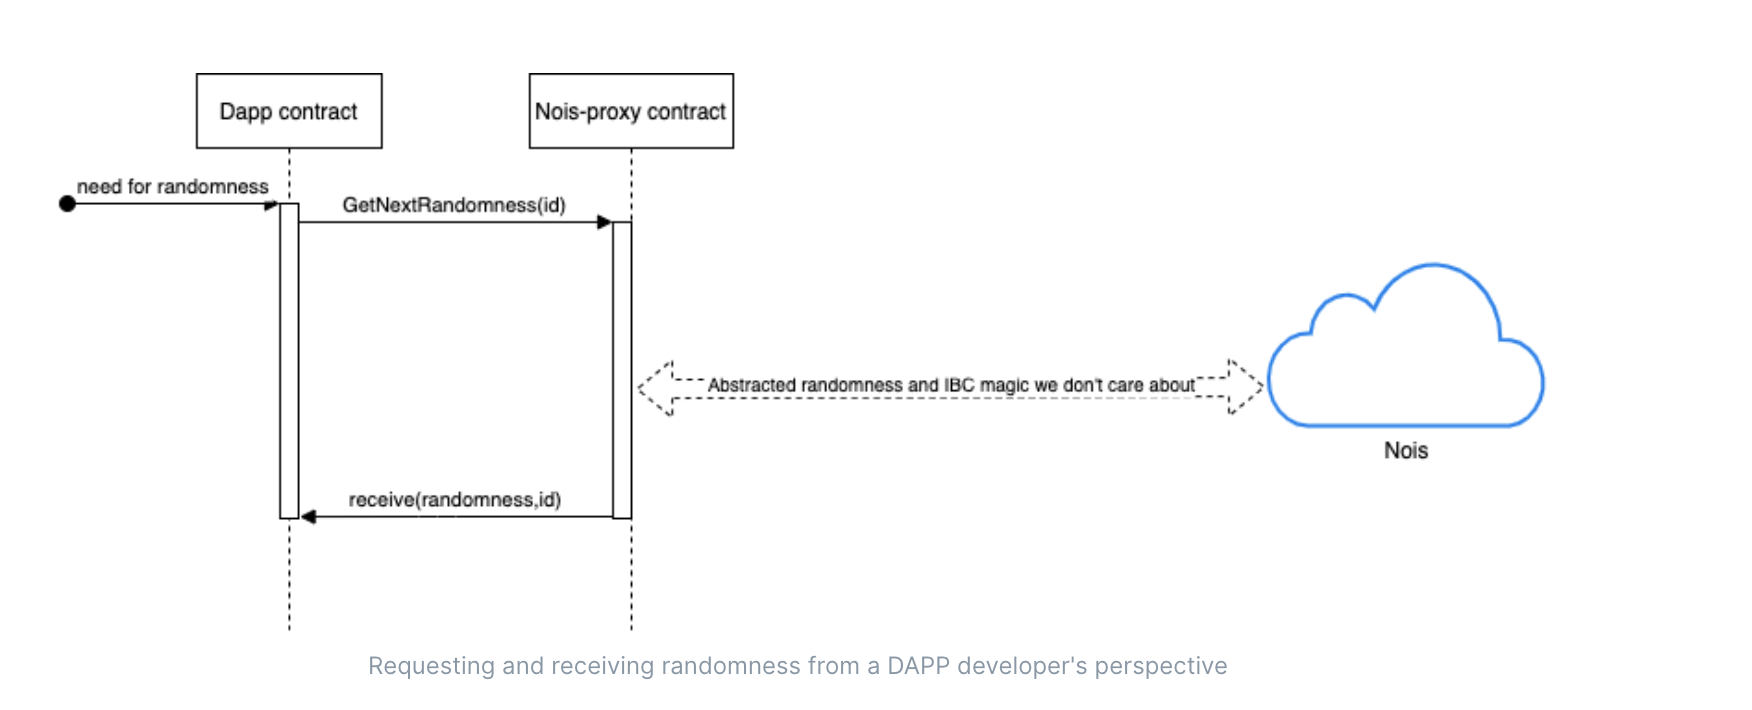 Dapp contract
Nois-proxy contract
need for randomness
GetNextRandomness(id)
Abstracted randomness and IBC magic we don't care about
Nois
receive(randomness,id)
Requesting and receiving randomness from a DAPP developer's perspective